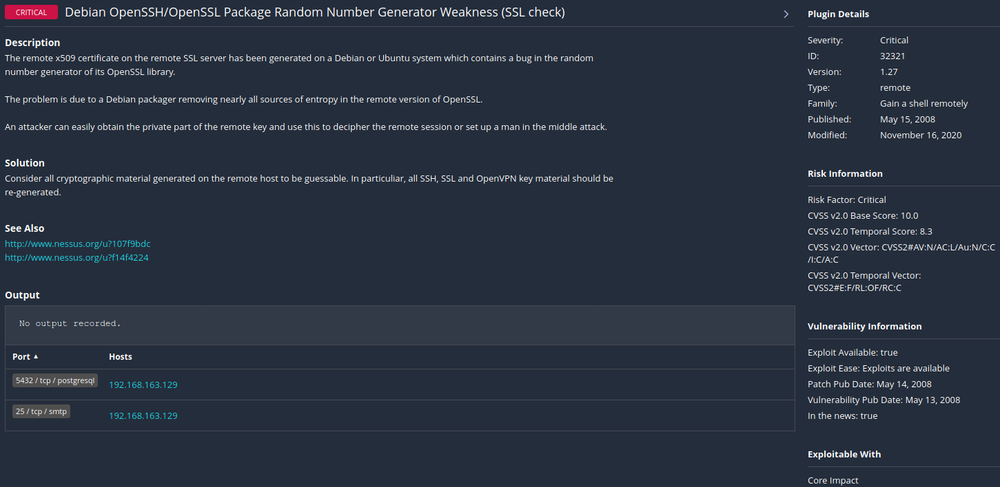 CRITICAL
Debian OpenSSH/OpenSSL Package Random Number Generator Weakness (SSL check)
Description
The remote x509 certificate on the remote SSL server has been generated on a Debian or Ubuntu system which contains a bug in the random
number generator of its OpenSSL library.
The problem is due to a Debian packager removing nearly all sources of entropy in the remote version of OpenSSL.
An attacker can easily obtain the private part of the remote key and use this to decipher the remote session or set up a man in the middle attack.
Solution
Consider all cryptographic material generated on the remote host to be guessable. In particuliar, all SSH, SSL and OpenVPN key material should be
re-generated.
See Also
http://www.nessus.org/u?107f9bdc
http://www.nessus.org/u?f14f4224
Output
No output recorded.
Port ▲ Hosts
5432 / tcp / postgresql 192.168.163.129
25 / tcp / smtp 192.168.163.129
Plugin Details
Severity: Critical
ID: 32321
Version: 1.27
Type: remote
Family: Gain a shell remotely
Published: May 15, 2008
Modified: November 16, 2020
Risk Information
Risk Factor: Critical
CVSS v2.0 Base Score: 10.0
CVSS v2.0 Temporal Score: 8.3
CVSS v2.0 Vector: CVSS2#AV:N/AC:L/Au:N/C:C
/I:C/A:C
CVSS v2.0 Temporal Vector:
CVSS2#E:F/RL:OF/RC:C
Vulnerability Information
Exploit Available: true
Exploit Ease: Exploits are available
Patch Pub Date: May 14, 2008
Vulnerability Pub Date: May 13, 2008
In the news: true
Exploitable With
Core Impact